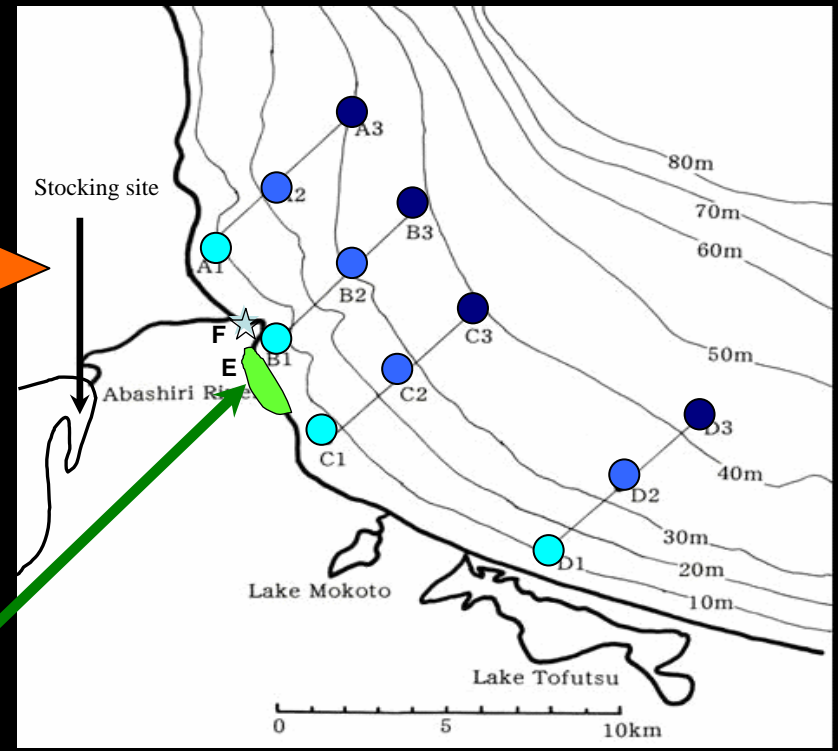 80m
A3
Stocking site
A2
70m
B3
60m
A1
B2
F
C3
B1
50m
E
C2
Abashiri River
D3
C1
40m
D2
30m
D1
20m
Lake Mokoto
10m
Lake Tofutsu
0 5 10km